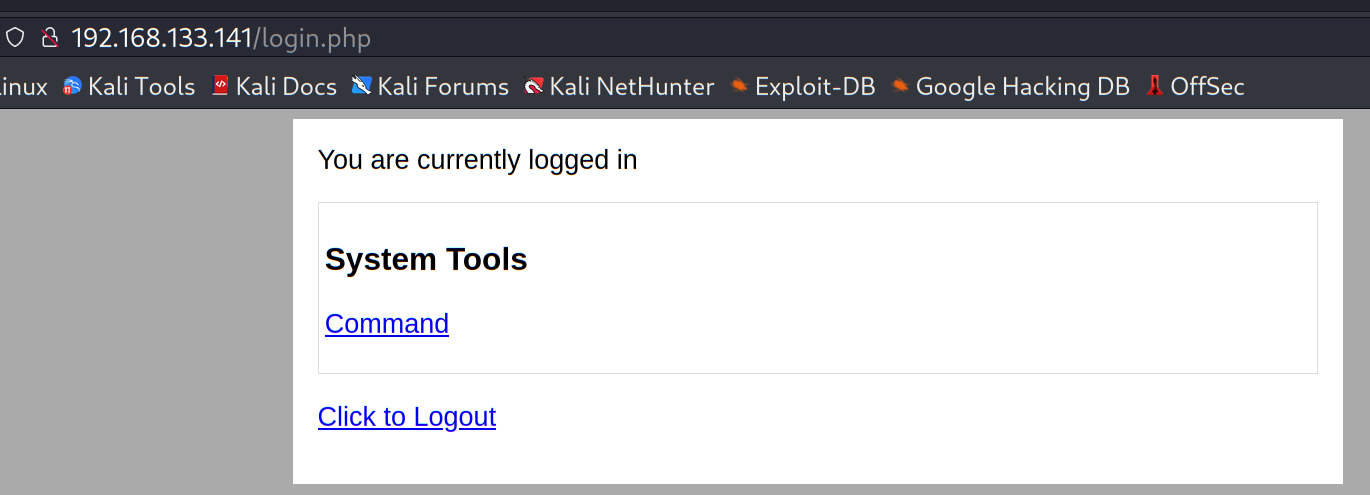 192.168.133.141/login.php
inux Kali Tools Kali Docs Kali Forums Kali NetHunter Exploit-DB Google Hacking DB OffSec
You are currently logged in
System Tools
Command
Click to Logout